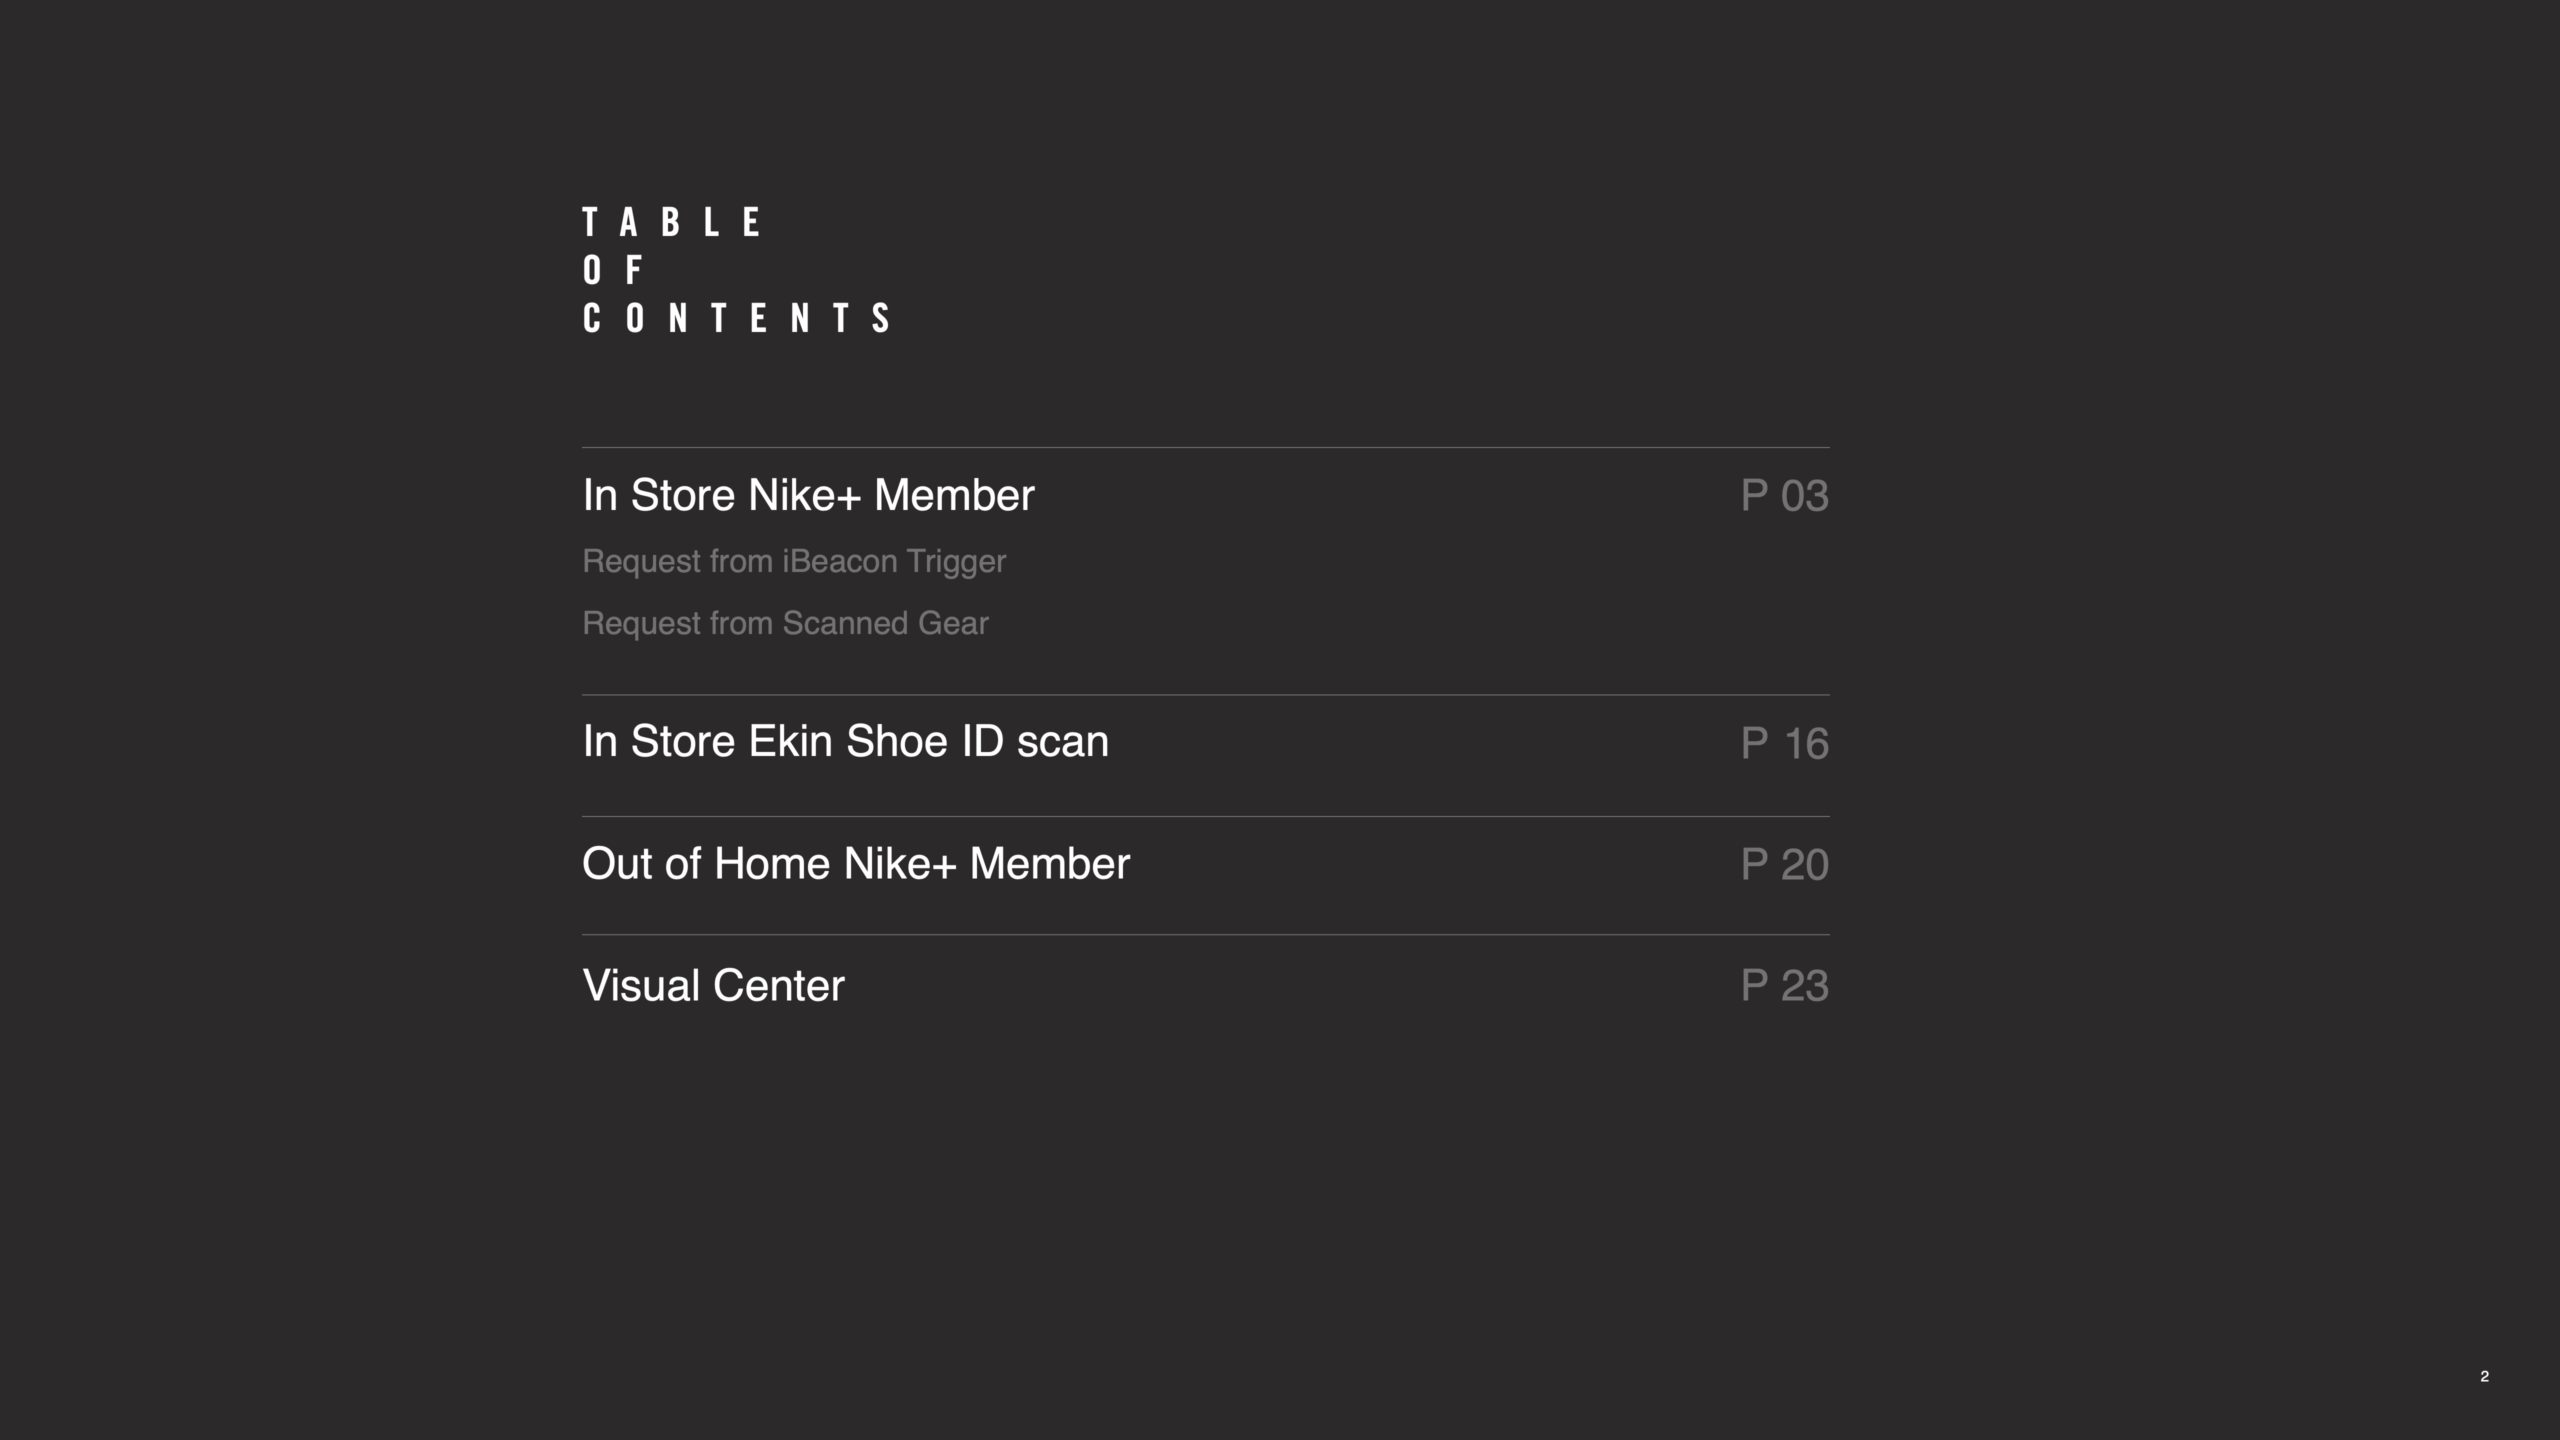 TABLE
OF
CONTENTS
In Store Nike+ Member P 03
Request from iBeacon Trigger
Request from Scanned Gear
In Store Ekin Shoe ID scan P 16
Out of Home Nike+ Member P 20
Visual Center P 23
2